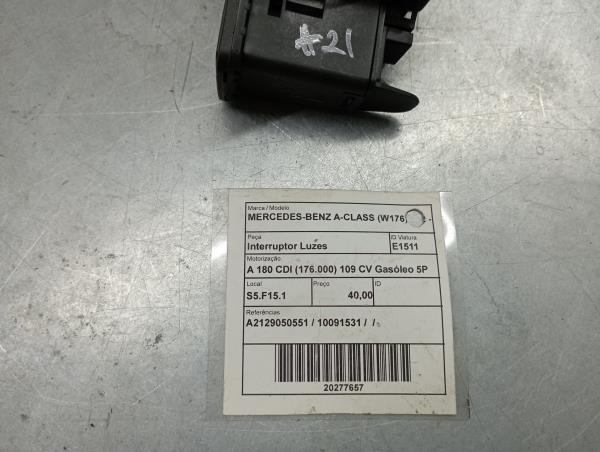 #21
Marca / Modelo
MERCEDES-BENZ A-CLASS (W176)
Peça ID Viatura
Interruptor Luzes E1511
Motorização
A 180 CDI (176.000) 109 CV Gasóleo 5P
Local Preço ID
S5.F15.1 40,00
Referências
A2129050551 / 10091531 / /
20277657